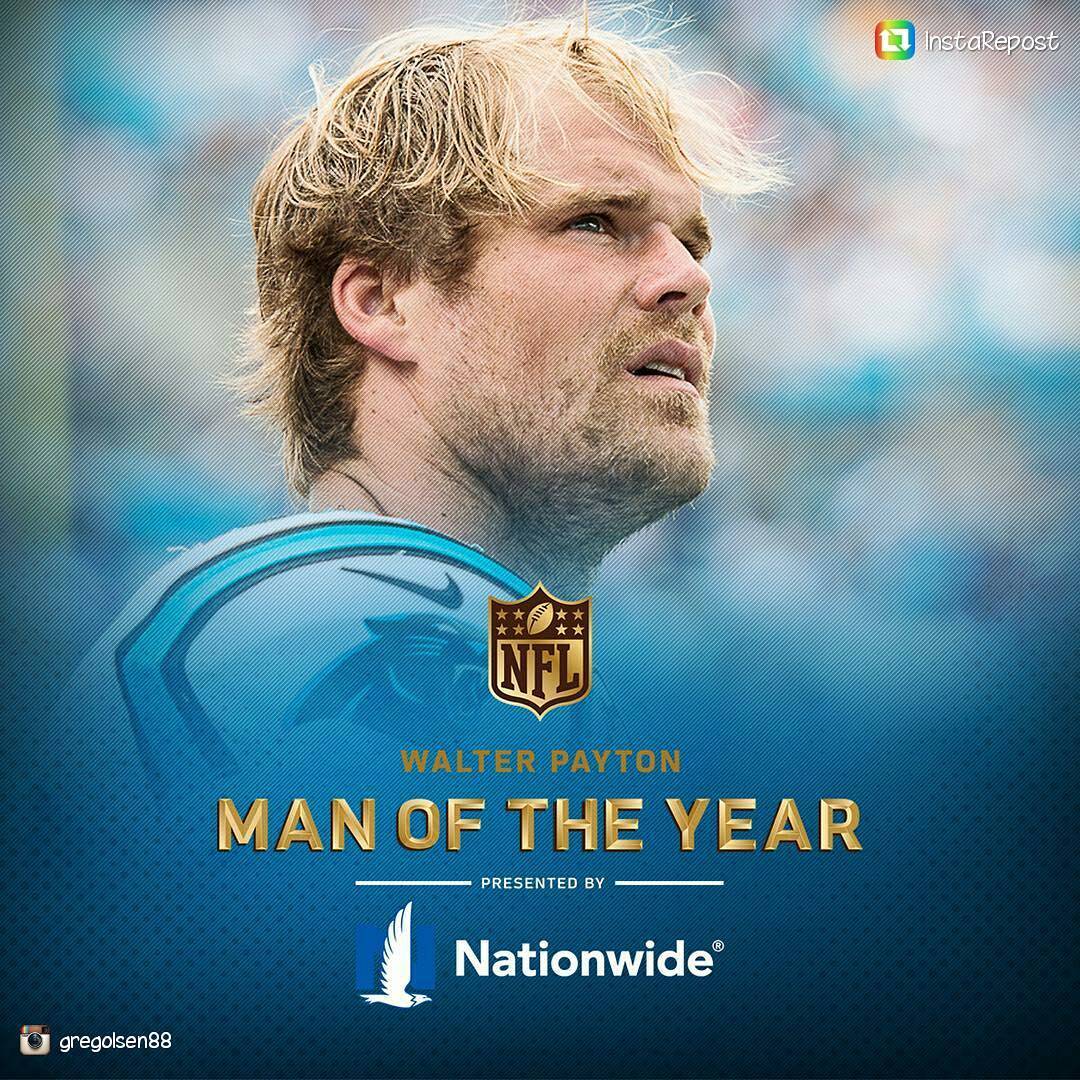 InstaRepost
NFL
WALTER PAYTON
MAN OF THE YEAR
PRESENTED BY
Nationwide®
gregolsen88